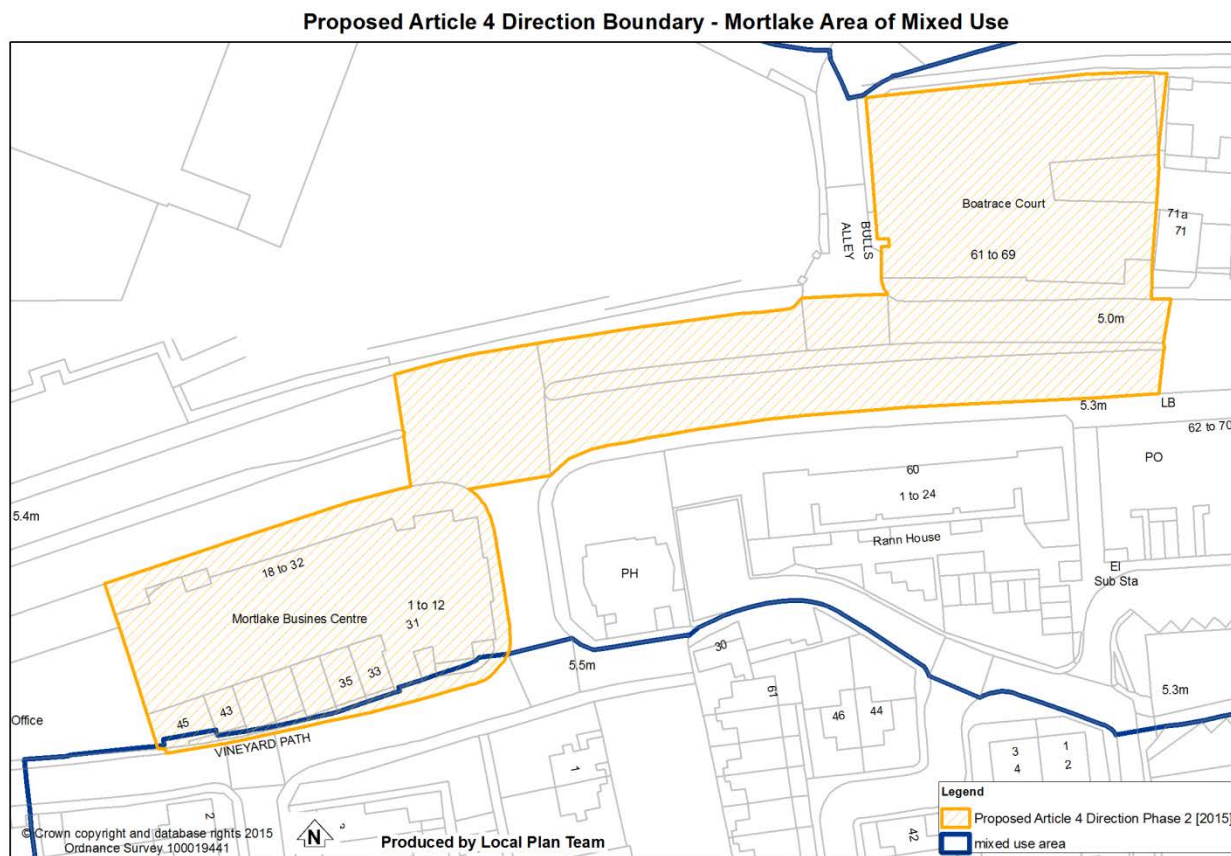 Proposed Article 4 Direction Boundary - Mortlake Area of Mixed Use
Boatrace Court
61 to 69
71a
71
BULLS
ALLEY
5.0m
5.3m
LB
62 to 70
PO
60
1 to 24
Rann House
El
Sub Sta
5.4m
18 to 32
PH
Mortlake Busines Centre
1 to 12
31
30
5.5m
35
33
45
43
Office
VINEYARD PATH
61
46
44
5.3m
3
1
4
2
1
2
42
Legend
Proposed Article 4 Direction Phase 2 [2015]
mixed use area
© Crown copyright and database rights 2015
Ordnance Survey 100019441
N
Produced by Local Plan Team